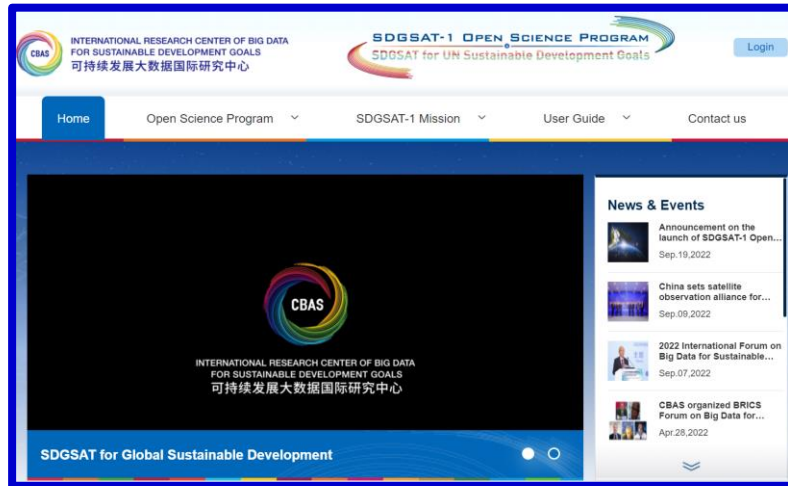 CBAS
INTERNATIONAL RESEARCH CENTER OF BIG DATA
FOR SUSTAINABLE DEVELOPMENT GOALS
可持续发展大数据国际研究中心
SDGSAT-1 OPEN SCIENCE PROGRAM
SDGSAT for UN Sustainable Development Goals
Login
Home
Open Science Program
SDGSAT-1 Mission
User Guide
Contact us
CBAS
INTERNATIONAL RESEARCH CENTER OF BIG DATA
FOR SUSTAINABLE DEVELOPMENT GOALS
可持续发展大数据国际研究中心
SDGSAT for Global Sustainable Development
News & Events
Announcement on the
launch of SDGSAT-1 Open...
Sep.19,2022
China sets satellite
observation alliance for...
Sep.09,2022
2022 International Forum on
Big Data for Sustainable...
Sep.07,2022
CBAS organized BRICS
Forum on Big Data for...
Apr.28,2022